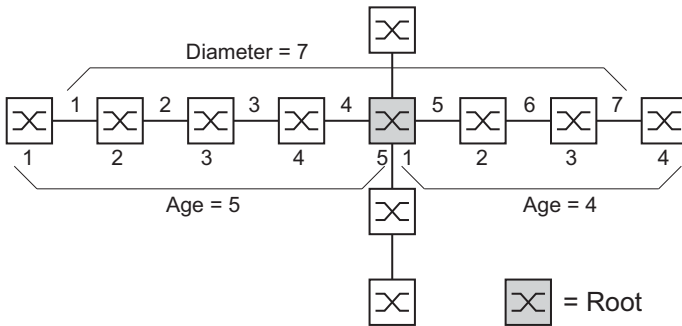 Diameter = 7
1 2 3 4 5 6 7
1 2 3 4 5 1 2 3 4
Age = 5 Age = 4
= Root